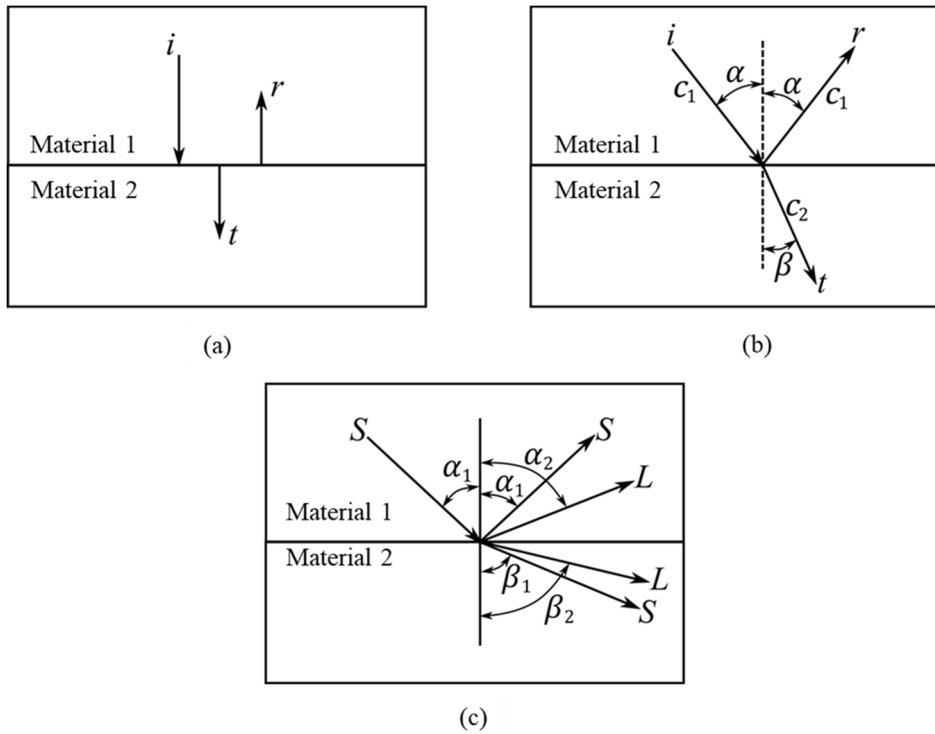 i
r
Material 1
Material 2
t
(a)
i
r
α
α
c₁
c₁
Material 1
Material 2
c₂
β
t
(b)
S
S
α₂
α₁
α₁
L
Material 1
Material 2
β₁
L
β₂
S
(c)